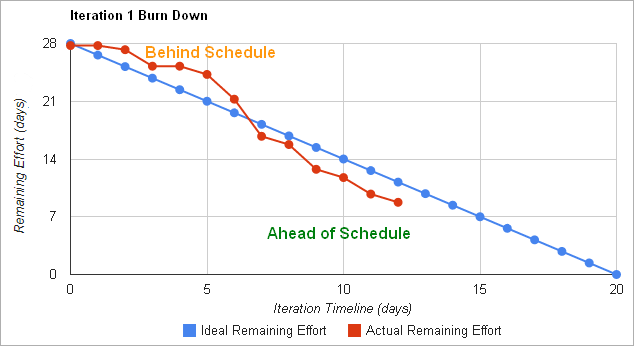 Iteration 1 Burn Down
Behind Schedule
28
21
14
7
0
Remaining Effort (days)
Ahead of Schedule
0 5 10 15 20
Iteration Timeline (days)
Ideal Remaining Effort Actual Remaining Effort